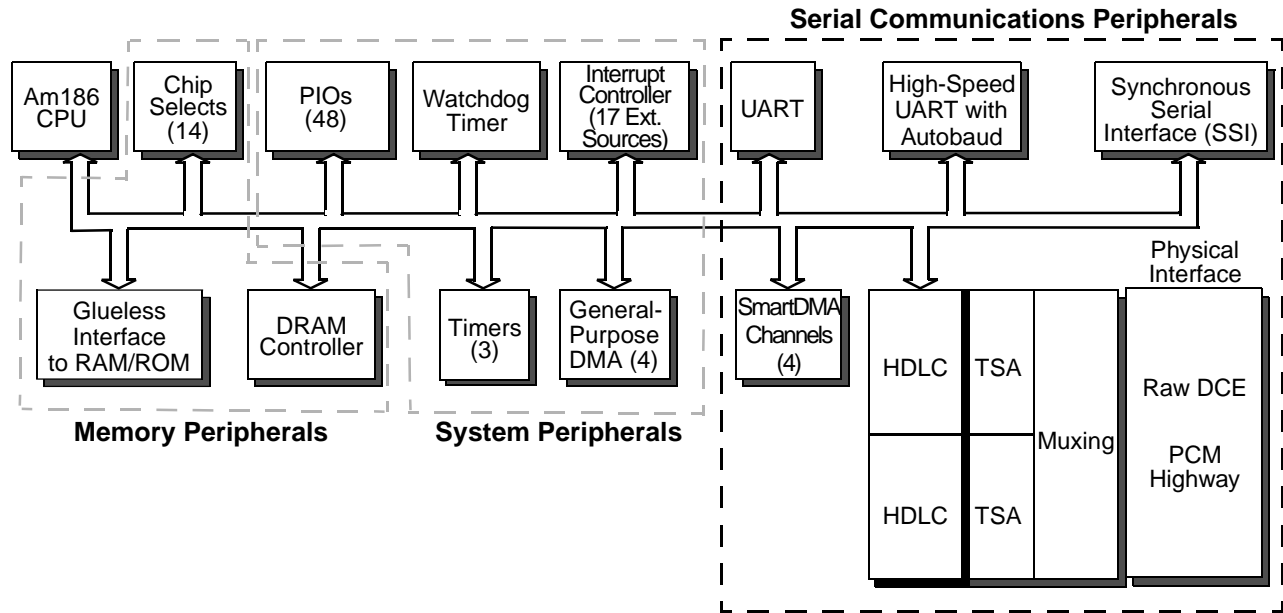 Serial Communications Peripherals
Am186
CPU
Chip
Selects
(14)
PIOs
(48)
Watchdog
Timer
Interrupt
Controller
(17 Ext.
Sources)
UART
High-Speed
UART with
Autobaud
Synchronous
Serial
Interface (SSI)
Glueless
Interface
to RAM/ROM
DRAM
Controller
Timers
(3)
General-
Purpose
DMA (4)
SmartDMA
Channels
(4)
HDLC
TSA
HDLC
TSA
Muxing
Physical
Interface
Raw DCE
PCM
Highway
Memory Peripherals
System Peripherals